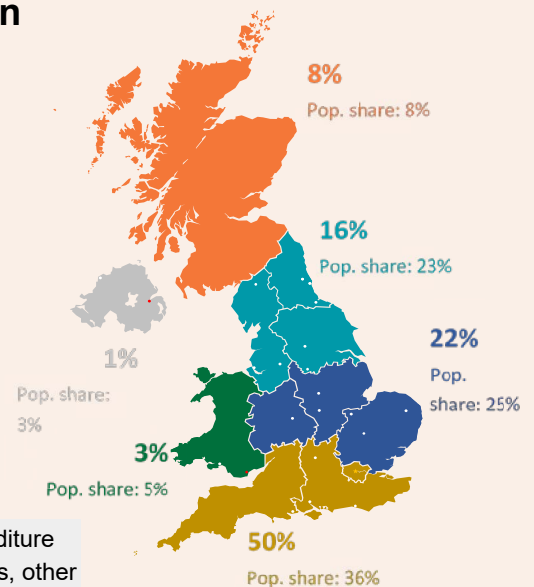 n
8%
Pop. share: 8%
16%
Pop. share: 23%
22%
Pop.
share: 25%
1%
Pop. share:
3%
3%
Pop. share: 5%
50%
Pop. share: 36%
diture
s, other